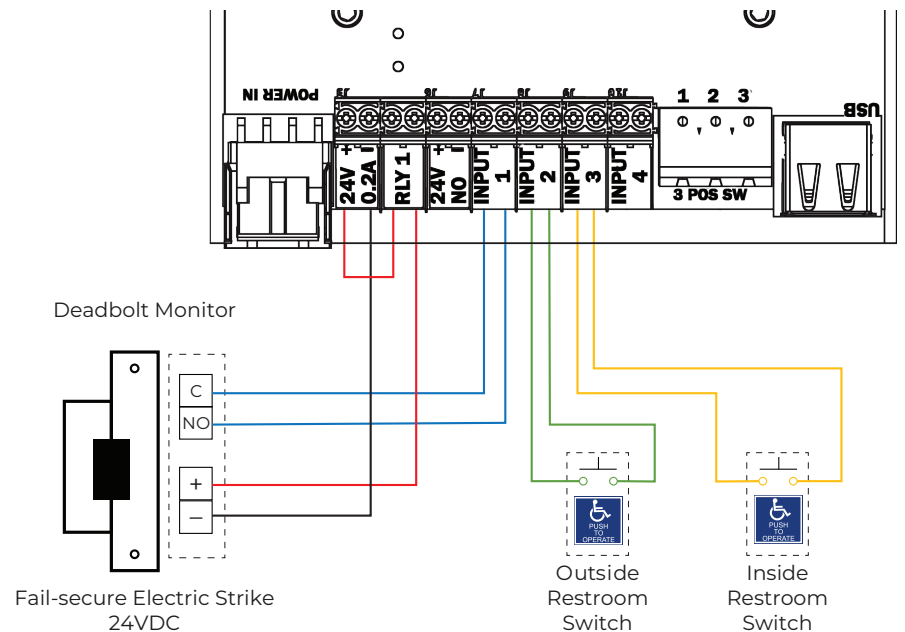 POWER IN
J5
J6
J7
J8
J9
J10
1 2 3
USB
24V +
0.2A –
RLY 1
24V +
NO –
INPUT
1
INPUT
2
INPUT
3
INPUT
4
3 POS SW
Deadbolt Monitor
C
NO
+
–
PUSH
TO
OPERATE
PUSH
TO
OPERATE
Fail-secure Electric Strike
24VDC
Outside
Restroom
Switch
Inside
Restroom
Switch